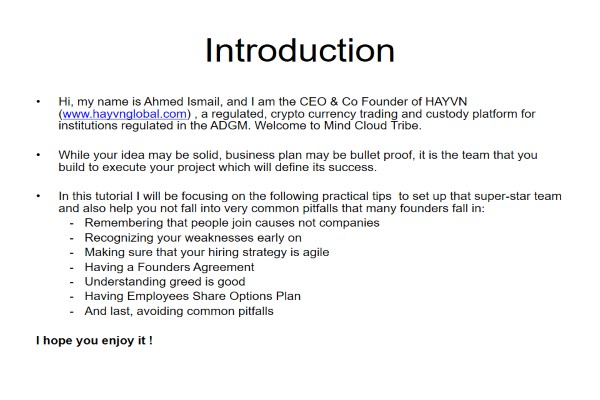 Introduction
• Hi, my name is Ahmed Ismail, and I am the CEO & Co Founder of HAYVN
(www.hayvnglobal.com) , a regulated, crypto currency trading and custody platform for
institutions regulated in the ADGM. Welcome to Mind Cloud Tribe.
• While your idea may be solid, business plan may be bullet proof, it is the team that you
build to execute your project which will define its success.
• In this tutorial I will be focusing on the following practical tips  to set up that super-star team
and also help you not fall into very common pitfalls that many founders fall in:
- Remembering that people join causes not companies
- Recognizing your weaknesses early on
- Making sure that your hiring strategy is agile
- Having a Founders Agreement
- Understanding greed is good
- Having Employees Share Options Plan
- And last, avoiding common pitfalls
I hope you enjoy it !